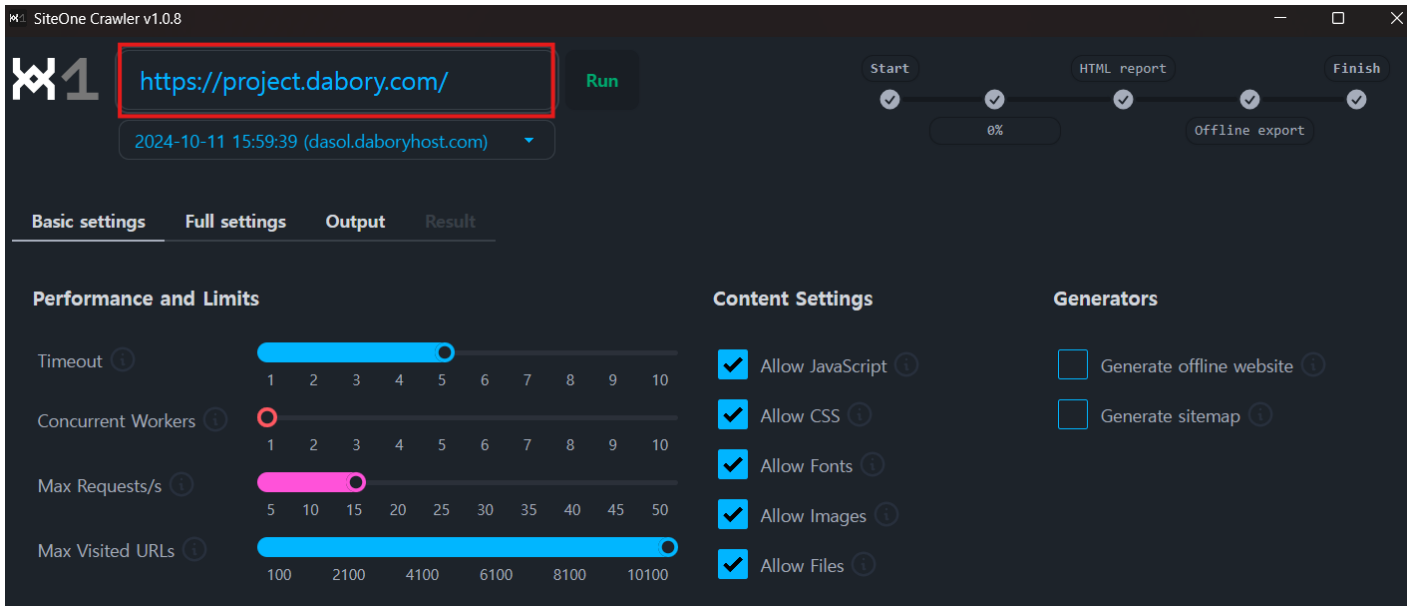 SiteOne Crawler v1.0.8
1
https://project.dabory.com/
Run
Start
HTML report
Finish
0%
Offline export
2024-10-11 15:59:39 (dasol.daboryhost.com)
Basic settings Full settings Output Result
Performance and Limits
Timeout
1 2 3 4 5 6 7 8 9 10
Concurrent Workers
1 2 3 4 5 6 7 8 9 10
Max Requests/s
5 10 15 20 25 30 35 40 45 50
Max Visited URLs
100 2100 4100 6100 8100 10100
Content Settings
Allow JavaScript
Allow CSS
Allow Fonts
Allow Images
Allow Files
Generators
Generate offline website
Generate sitemap